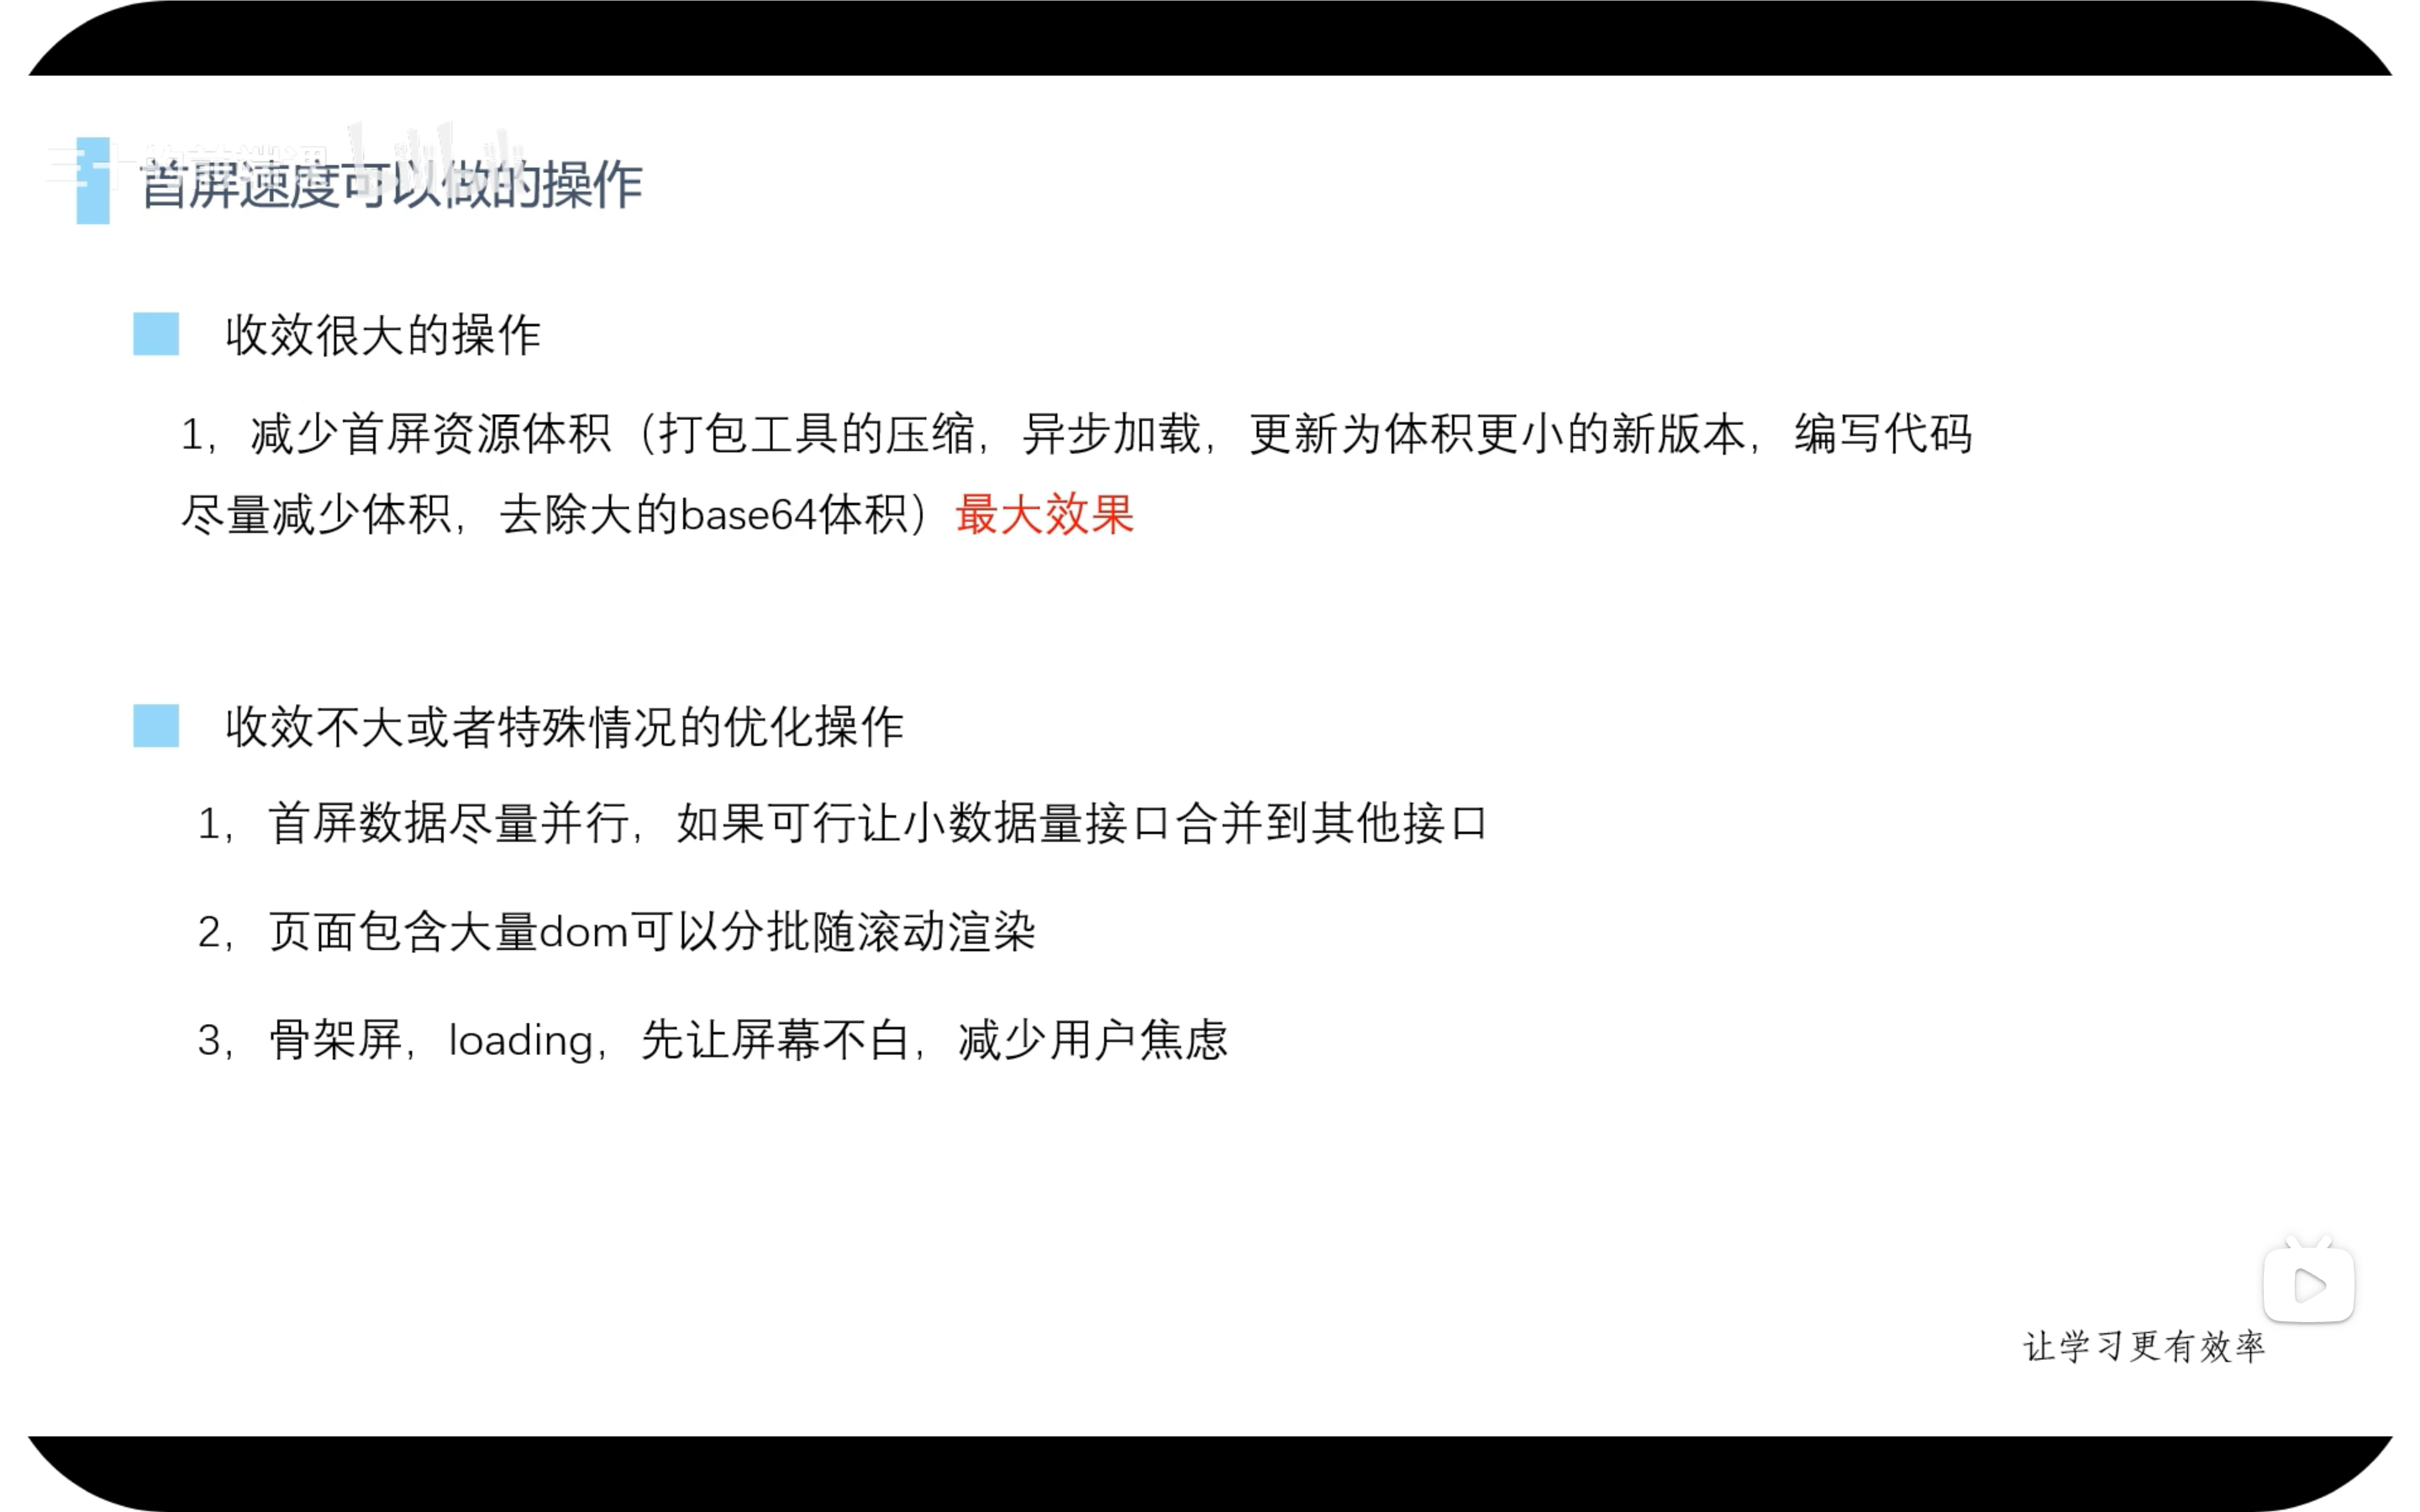 三十的前端课 bilibili
首屏速度可以做的操作
收效很大的操作
1，减少首屏资源体积（打包工具的压缩，异步加载，更新为体积更小的新版本，编写代码
尽量减少体积，去除大的base64体积）最大效果
收效不大或者特殊情况的优化操作
1，首屏数据尽量并行，如果可行让小数据量接口合并到其他接口
2，页面包含大量dom可以分批随滚动渲染
3，骨架屏，loading，先让屏幕不白，减少用户焦虑
让学习更有效率